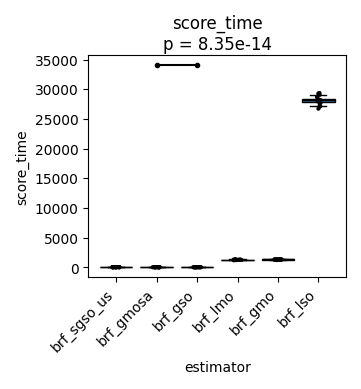 score_time
p = 8.35e-14
35000
30000
25000
20000
15000
10000
5000
0
score_time
brf_sgso_us
brf_gmosa
brf_gso
brf_lmo
brf_gmo
brf_lso
estimator